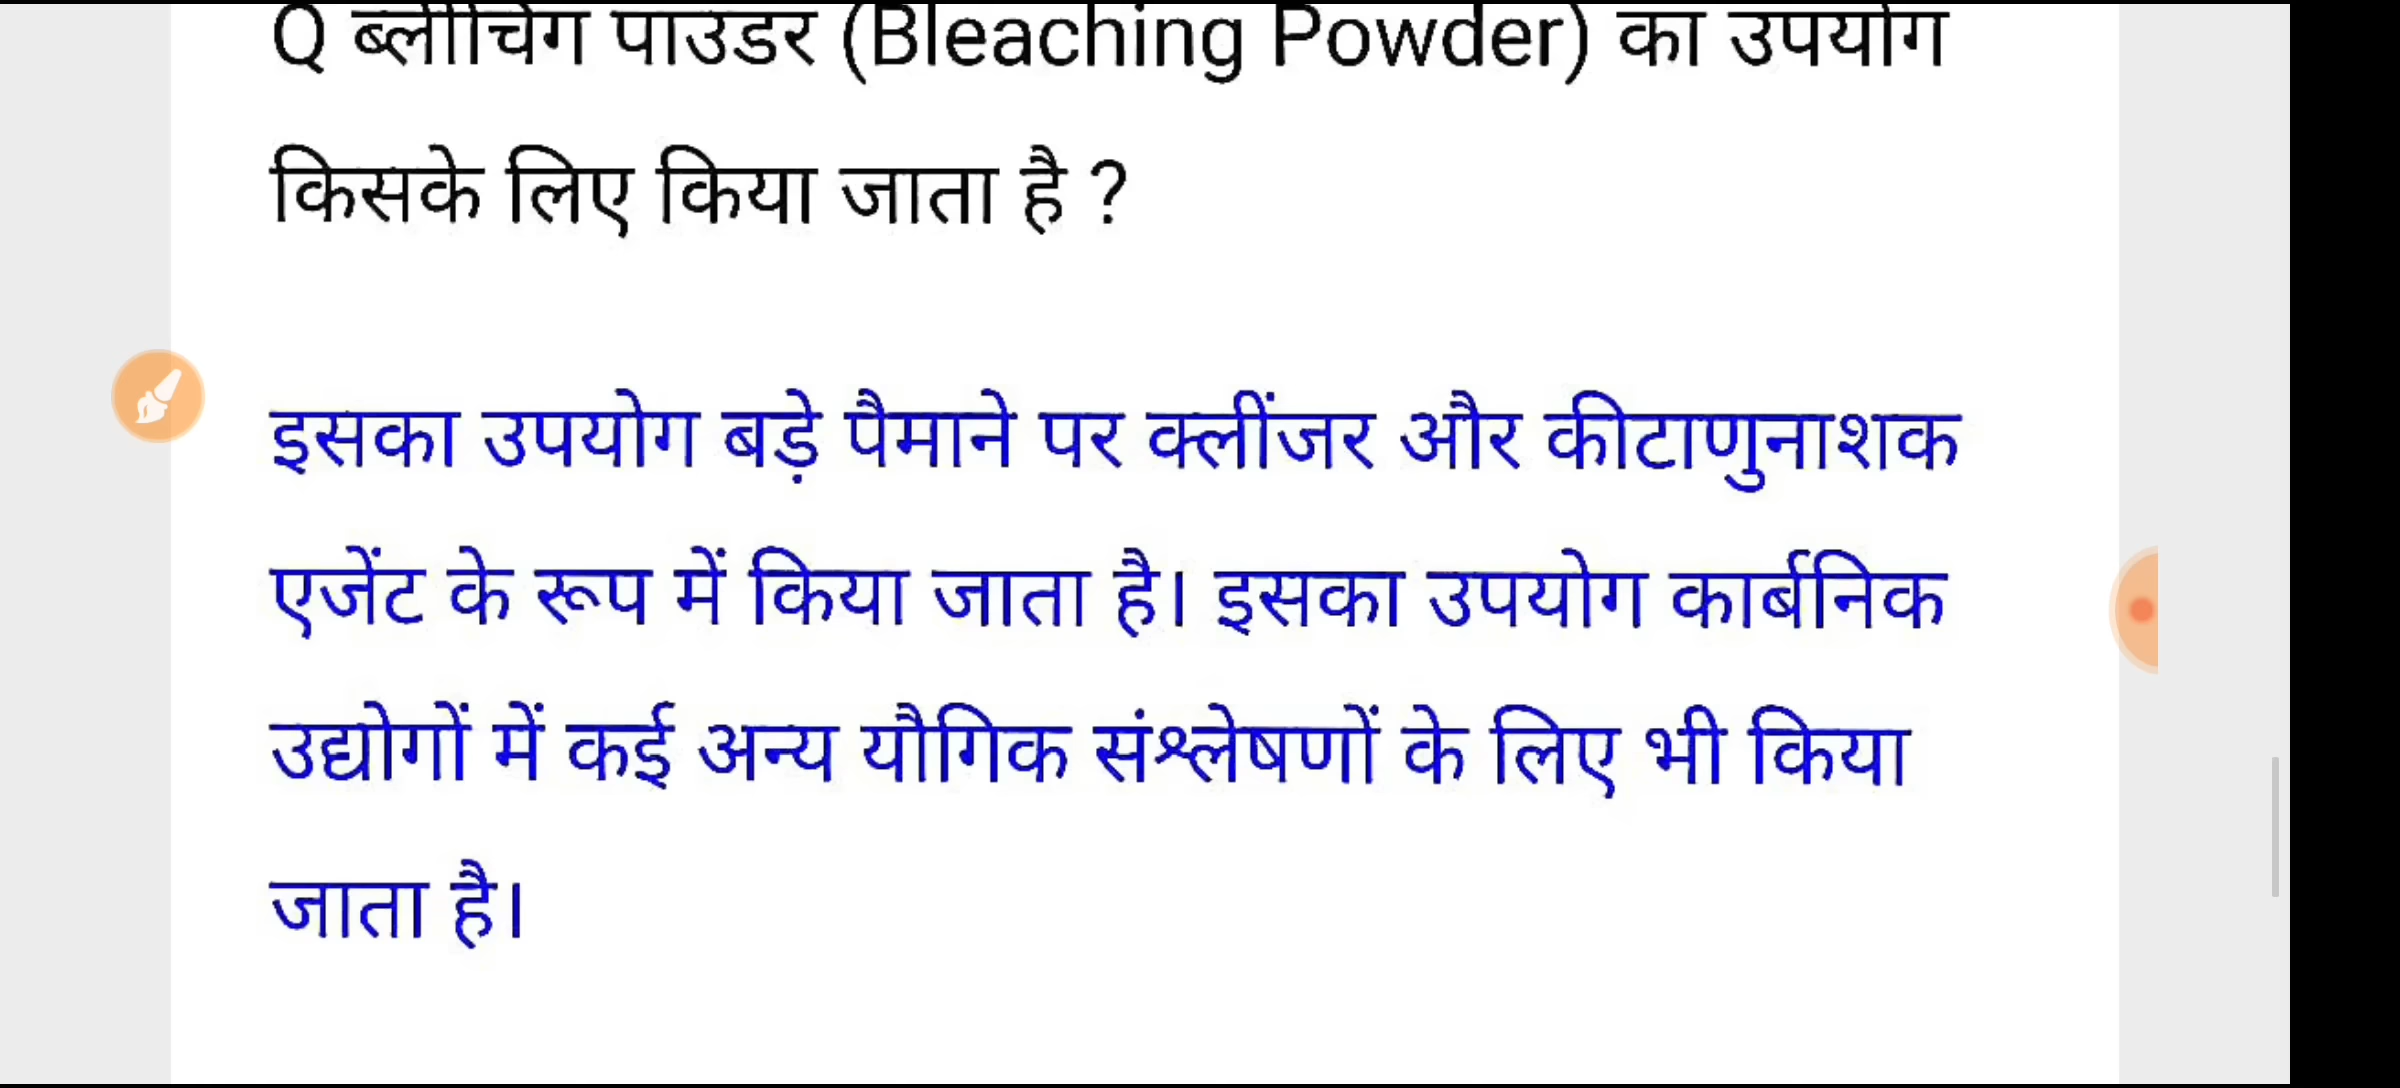 Q ब्लीचिंग पाउडर (Bleaching Powder) का उपयोग
किसके लिए किया जाता है ?
इसका उपयोग बड़े पैमाने पर क्लींजर और कीटाणुनाशक
एजेंट के रूप में किया जाता है। इसका उपयोग कार्बनिक
उद्योगों में कई अन्य यौगिक संश्लेषणों के लिए भी किया
जाता है।